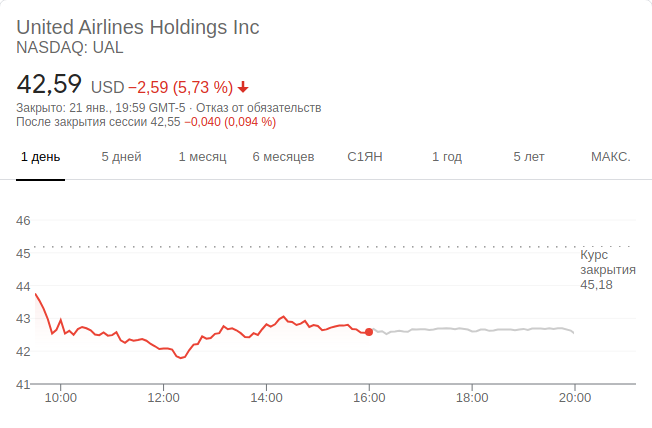 United Airlines Holdings Inc
NASDAQ: UAL
42,59 USD −2,59 (5,73 %)
Закрыто: 21 янв., 19:59 GMT-5 · Отказ от обязательств
После закрытия сессии 42,55 −0,040 (0,094 %)
1 день 5 дней 1 месяц 6 месяцев С1ЯН 1 год 5 лет МАКС.
46
45
44
43
42
41
Курс
закрытия
45,18
10:00 12:00 14:00 16:00 18:00 20:00